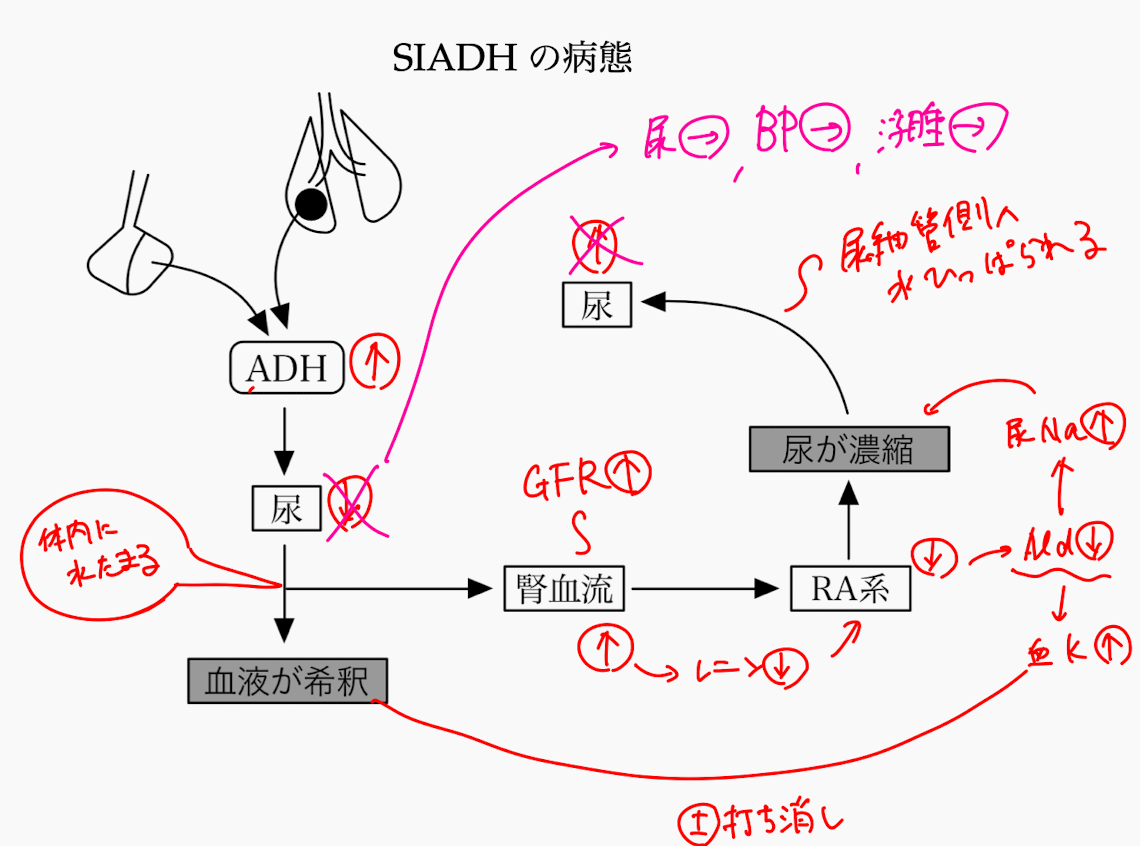 SIADH の病態
尿→, BP→, 浮腫→
尿細管側へ
水ひっぱられる
↑
尿
ADH ↑
尿が濃縮
尿Na↑
GFR↑
尿 ↓
体内に
水たまる
腎血流
RA系 ↓
Ald↓
↑
レニン↓
血K↑
血液が希釈
±打ち消し